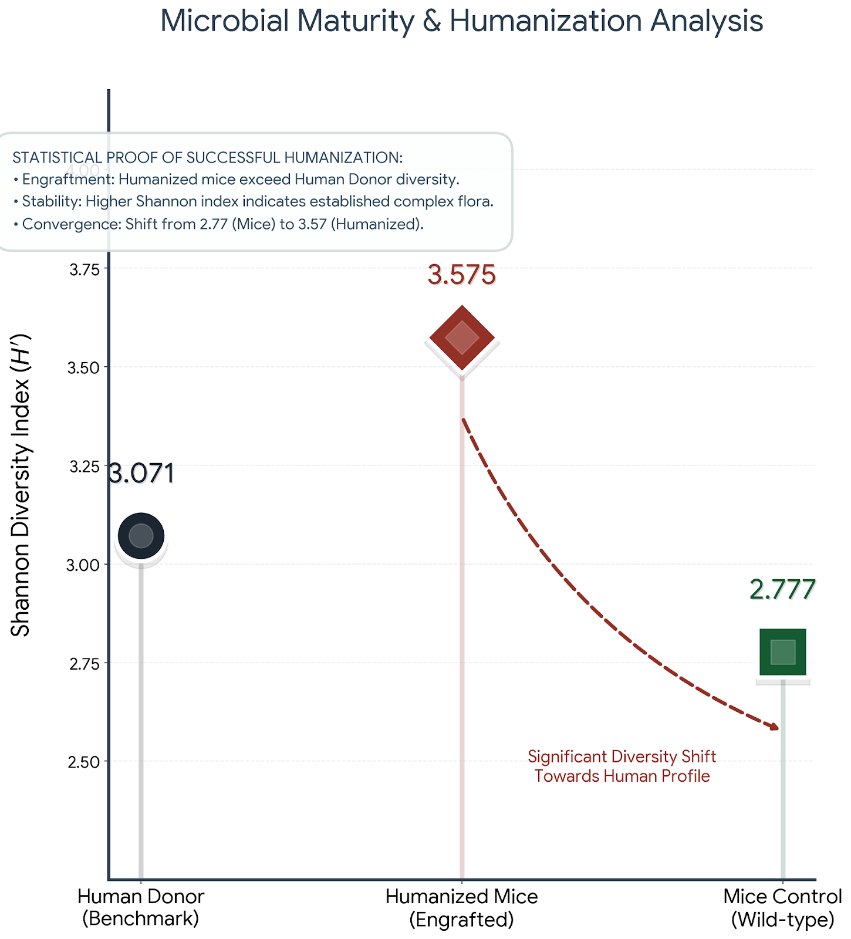 Microbial Maturity & Humanization Analysis
STATISTICAL PROOF OF SUCCESSFUL HUMANIZATION:
• Engraftment: Humanized mice exceed Human Donor diversity.
• Stability: Higher Shannon index indicates established complex flora.
• Convergence: Shift from 2.77 (Mice) to 3.57 (Humanized).
4.00
3.75
3.50
3.25
3.00
2.75
2.50
Shannon Diversity Index (H′)
3.071
3.575
2.777
Significant Diversity Shift
Towards Human Profile
Human Donor
(Benchmark)
Humanized Mice
(Engrafted)
Mice Control
(Wild-type)